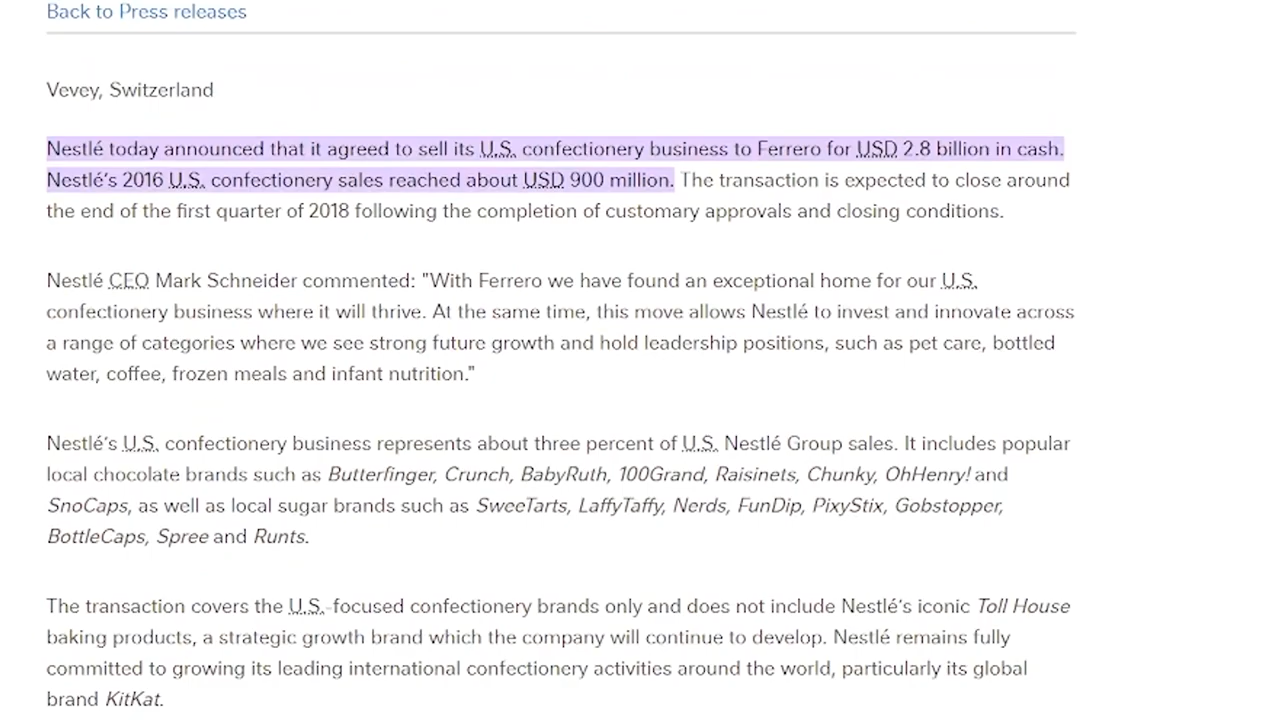 Back to Press releases
Vevey, Switzerland
Nestlé today announced that it agreed to sell its U.S. confectionery business to Ferrero for USD 2.8 billion in cash.
Nestlé's 2016 U.S. confectionery sales reached about USD 900 million. The transaction is expected to close around
the end of the first quarter of 2018 following the completion of customary approvals and closing conditions.
Nestlé CEO Mark Schneider commented: "With Ferrero we have found an exceptional home for our U.S.
confectionery business where it will thrive. At the same time, this move allows Nestlé to invest and innovate across
a range of categories where we see strong future growth and hold leadership positions, such as pet care, bottled
water, coffee, frozen meals and infant nutrition."
Nestlé's U.S. confectionery business represents about three percent of U.S. Nestlé Group sales. It includes popular
local chocolate brands such as Butterfinger, Crunch, BabyRuth, 100Grand, Raisinets, Chunky, OhHenry! and
SnoCaps, as well as local sugar brands such as SweeTarts, LaffyTaffy, Nerds, FunDip, PixyStix, Gobstopper,
BottleCaps, Spree and Runts.
The transaction covers the U.S.-focused confectionery brands only and does not include Nestlé's iconic Toll House
baking products, a strategic growth brand which the company will continue to develop. Nestlé remains fully
committed to growing its leading international confectionery activities around the world, particularly its global
brand KitKat.